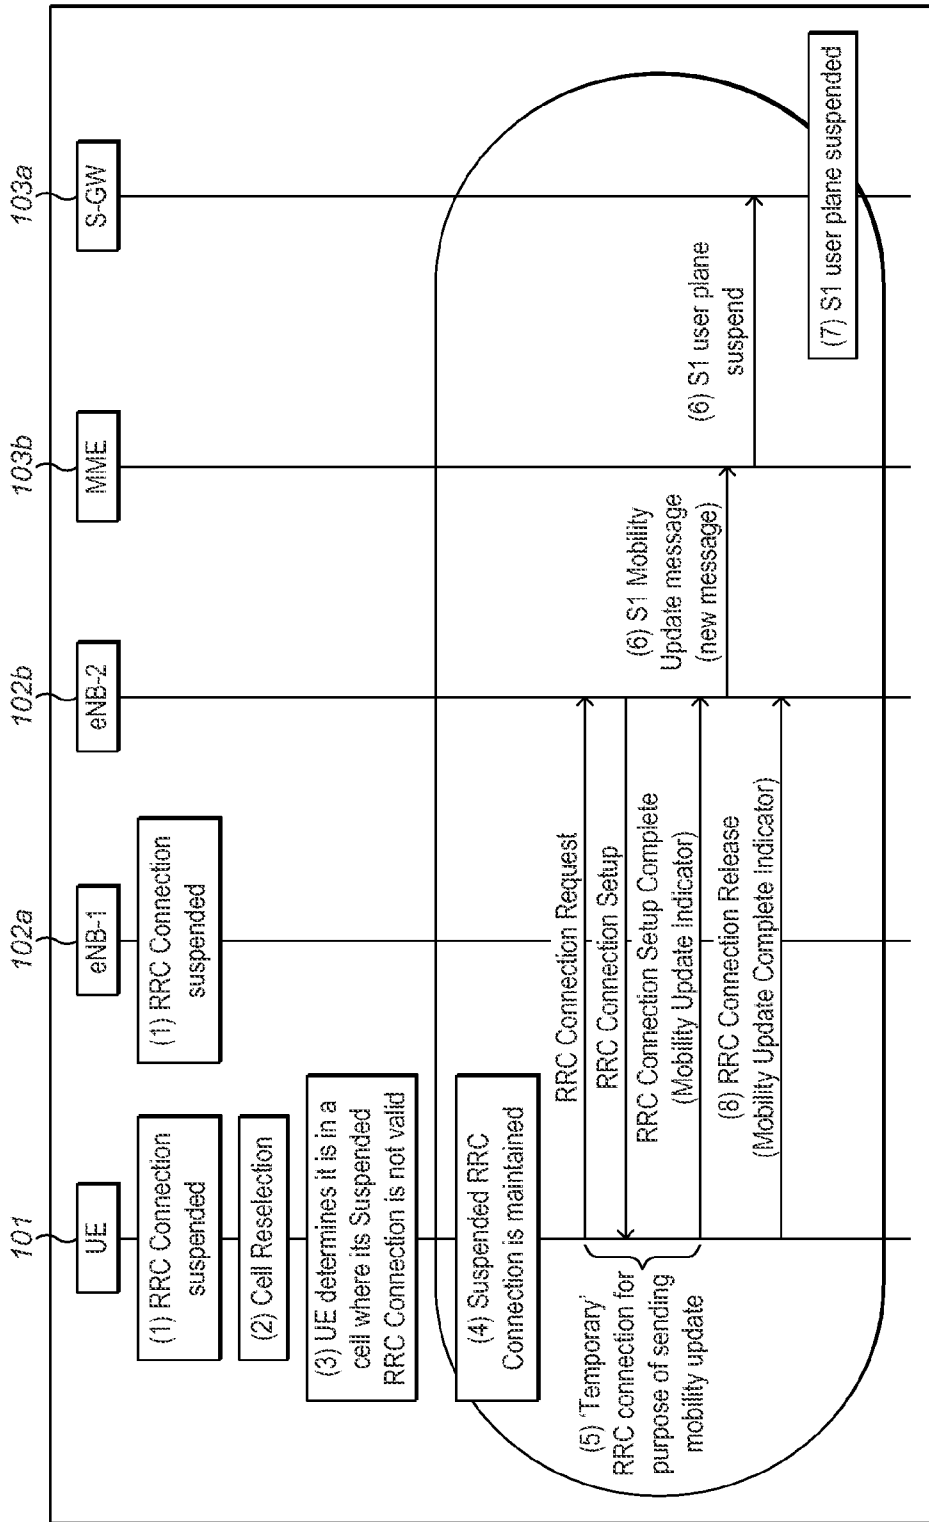 101
102a
102b
103b
103a
UE
eNB-1
eNB-2
MME
S-GW
(1) RRC Connection
suspended
(1) RRC Connection
suspended
(2) Cell Reselection
(3) UE determines it is in a
cell where its Suspended
RRC Connection is not valid
(4) Suspended RRC
Connection is maintained
(5) 'Temporary'
RRC connection for
purpose of sending
mobility update
RRC Connection Request
RRC Connection Setup
RRC Connection Setup Complete
(Mobility Update Indicator)
(6) S1 Mobility
Update message
(new message)
(6) S1 user plane
suspend
(8) RRC Connection Release
(Mobility Update Complete Indicator)
(7) S1 user plane suspended